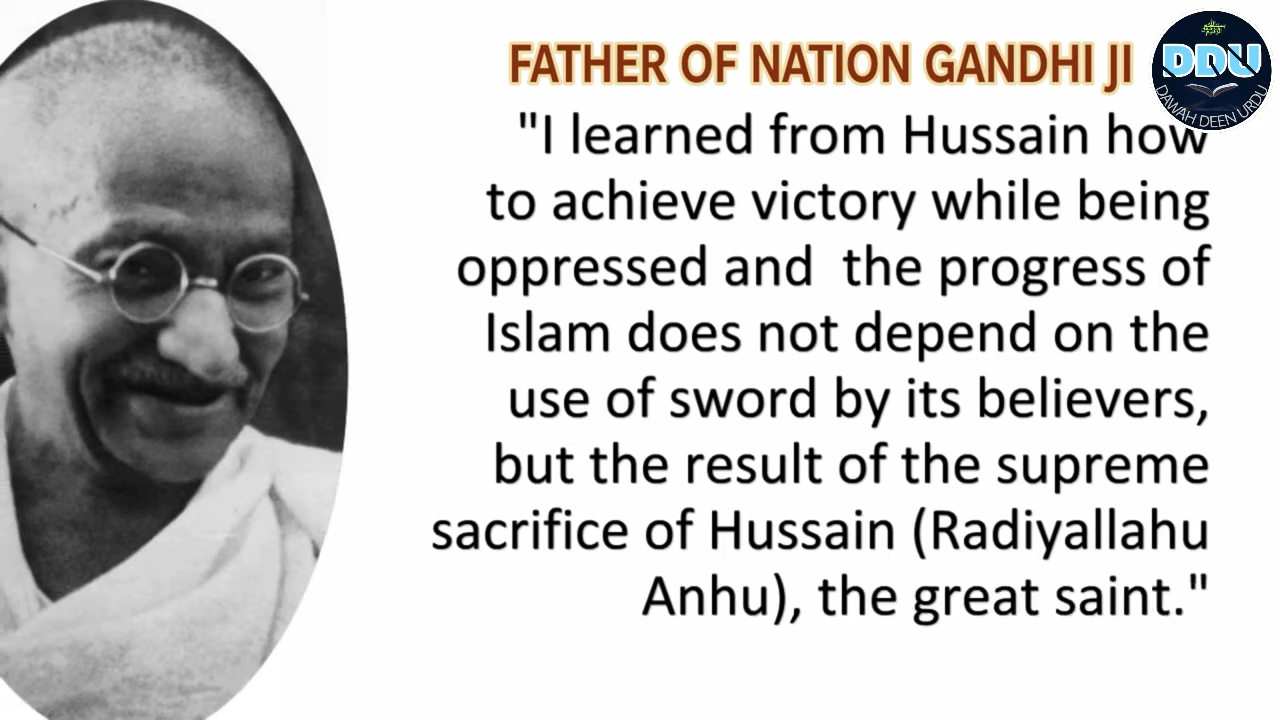 FATHER OF NATION GANDHI JI
DDU
DAWAH DEEN URDU
"I learned from Hussain how
to achieve victory while being
oppressed and  the progress of
Islam does not depend on the
use of sword by its believers,
but the result of the supreme
sacrifice of Hussain (Radiyallahu
Anhu), the great saint."